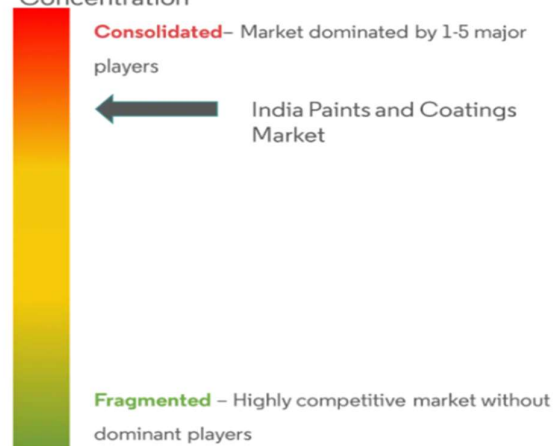 Concentration
Consolidated– Market dominated by 1-5 major
players
India Paints and Coatings
Market
Fragmented – Highly competitive market without
dominant players